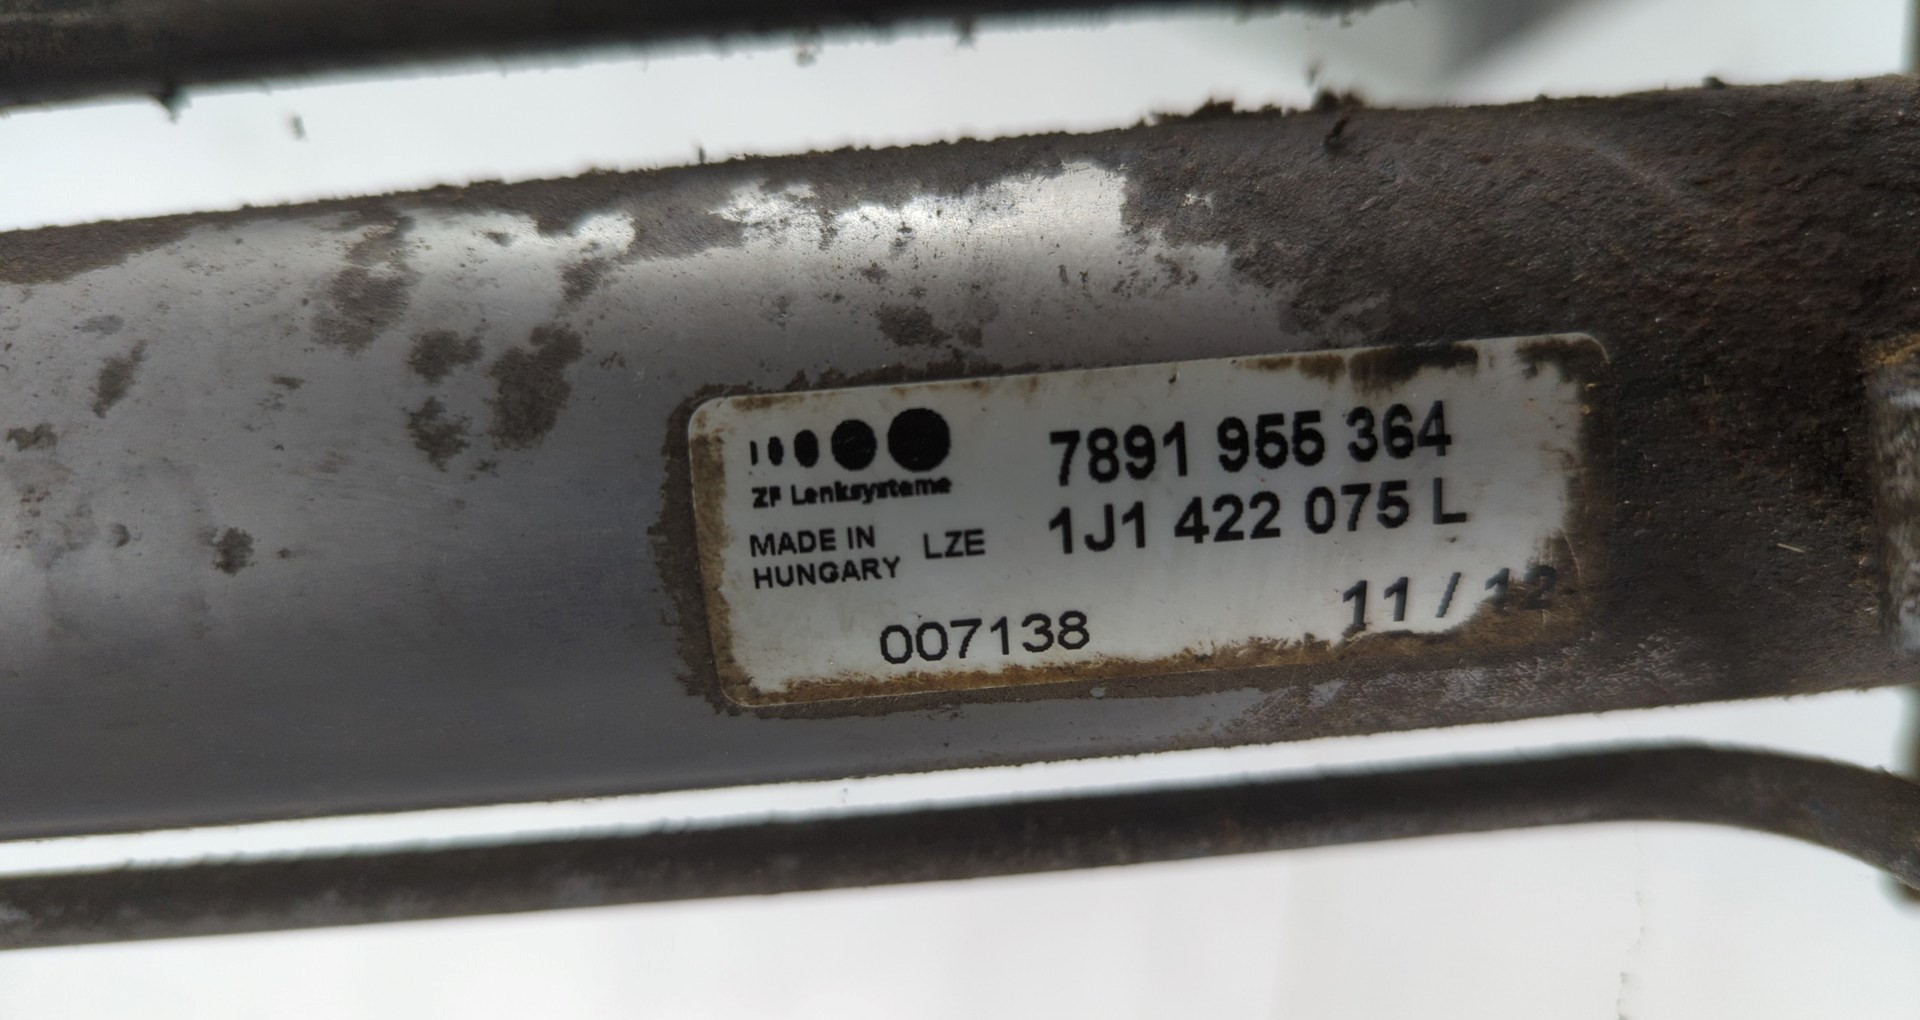 ZF Lenksysteme
7891 955 364
MADE IN
HUNGARY
LZE
1J1 422 075 L
007138
11 / 12